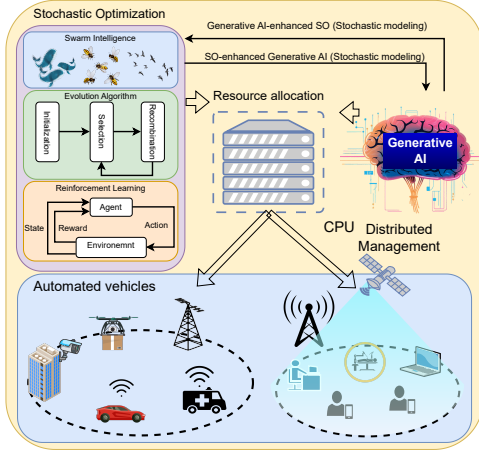 Stochastic Optimization
Swarm Intelligence
Generative AI-enhanced SO (Stochastic modeling)
SO-enhanced Generative AI (Stochastic modeling)
Evolution Algorithm
Initialization
Selection
Recombination
Resource allocation
Generative
AI
Reinforcement Learning
Agent
State
Reward
Action
Environemnt
CPU
Distributed
Management
Automated vehicles